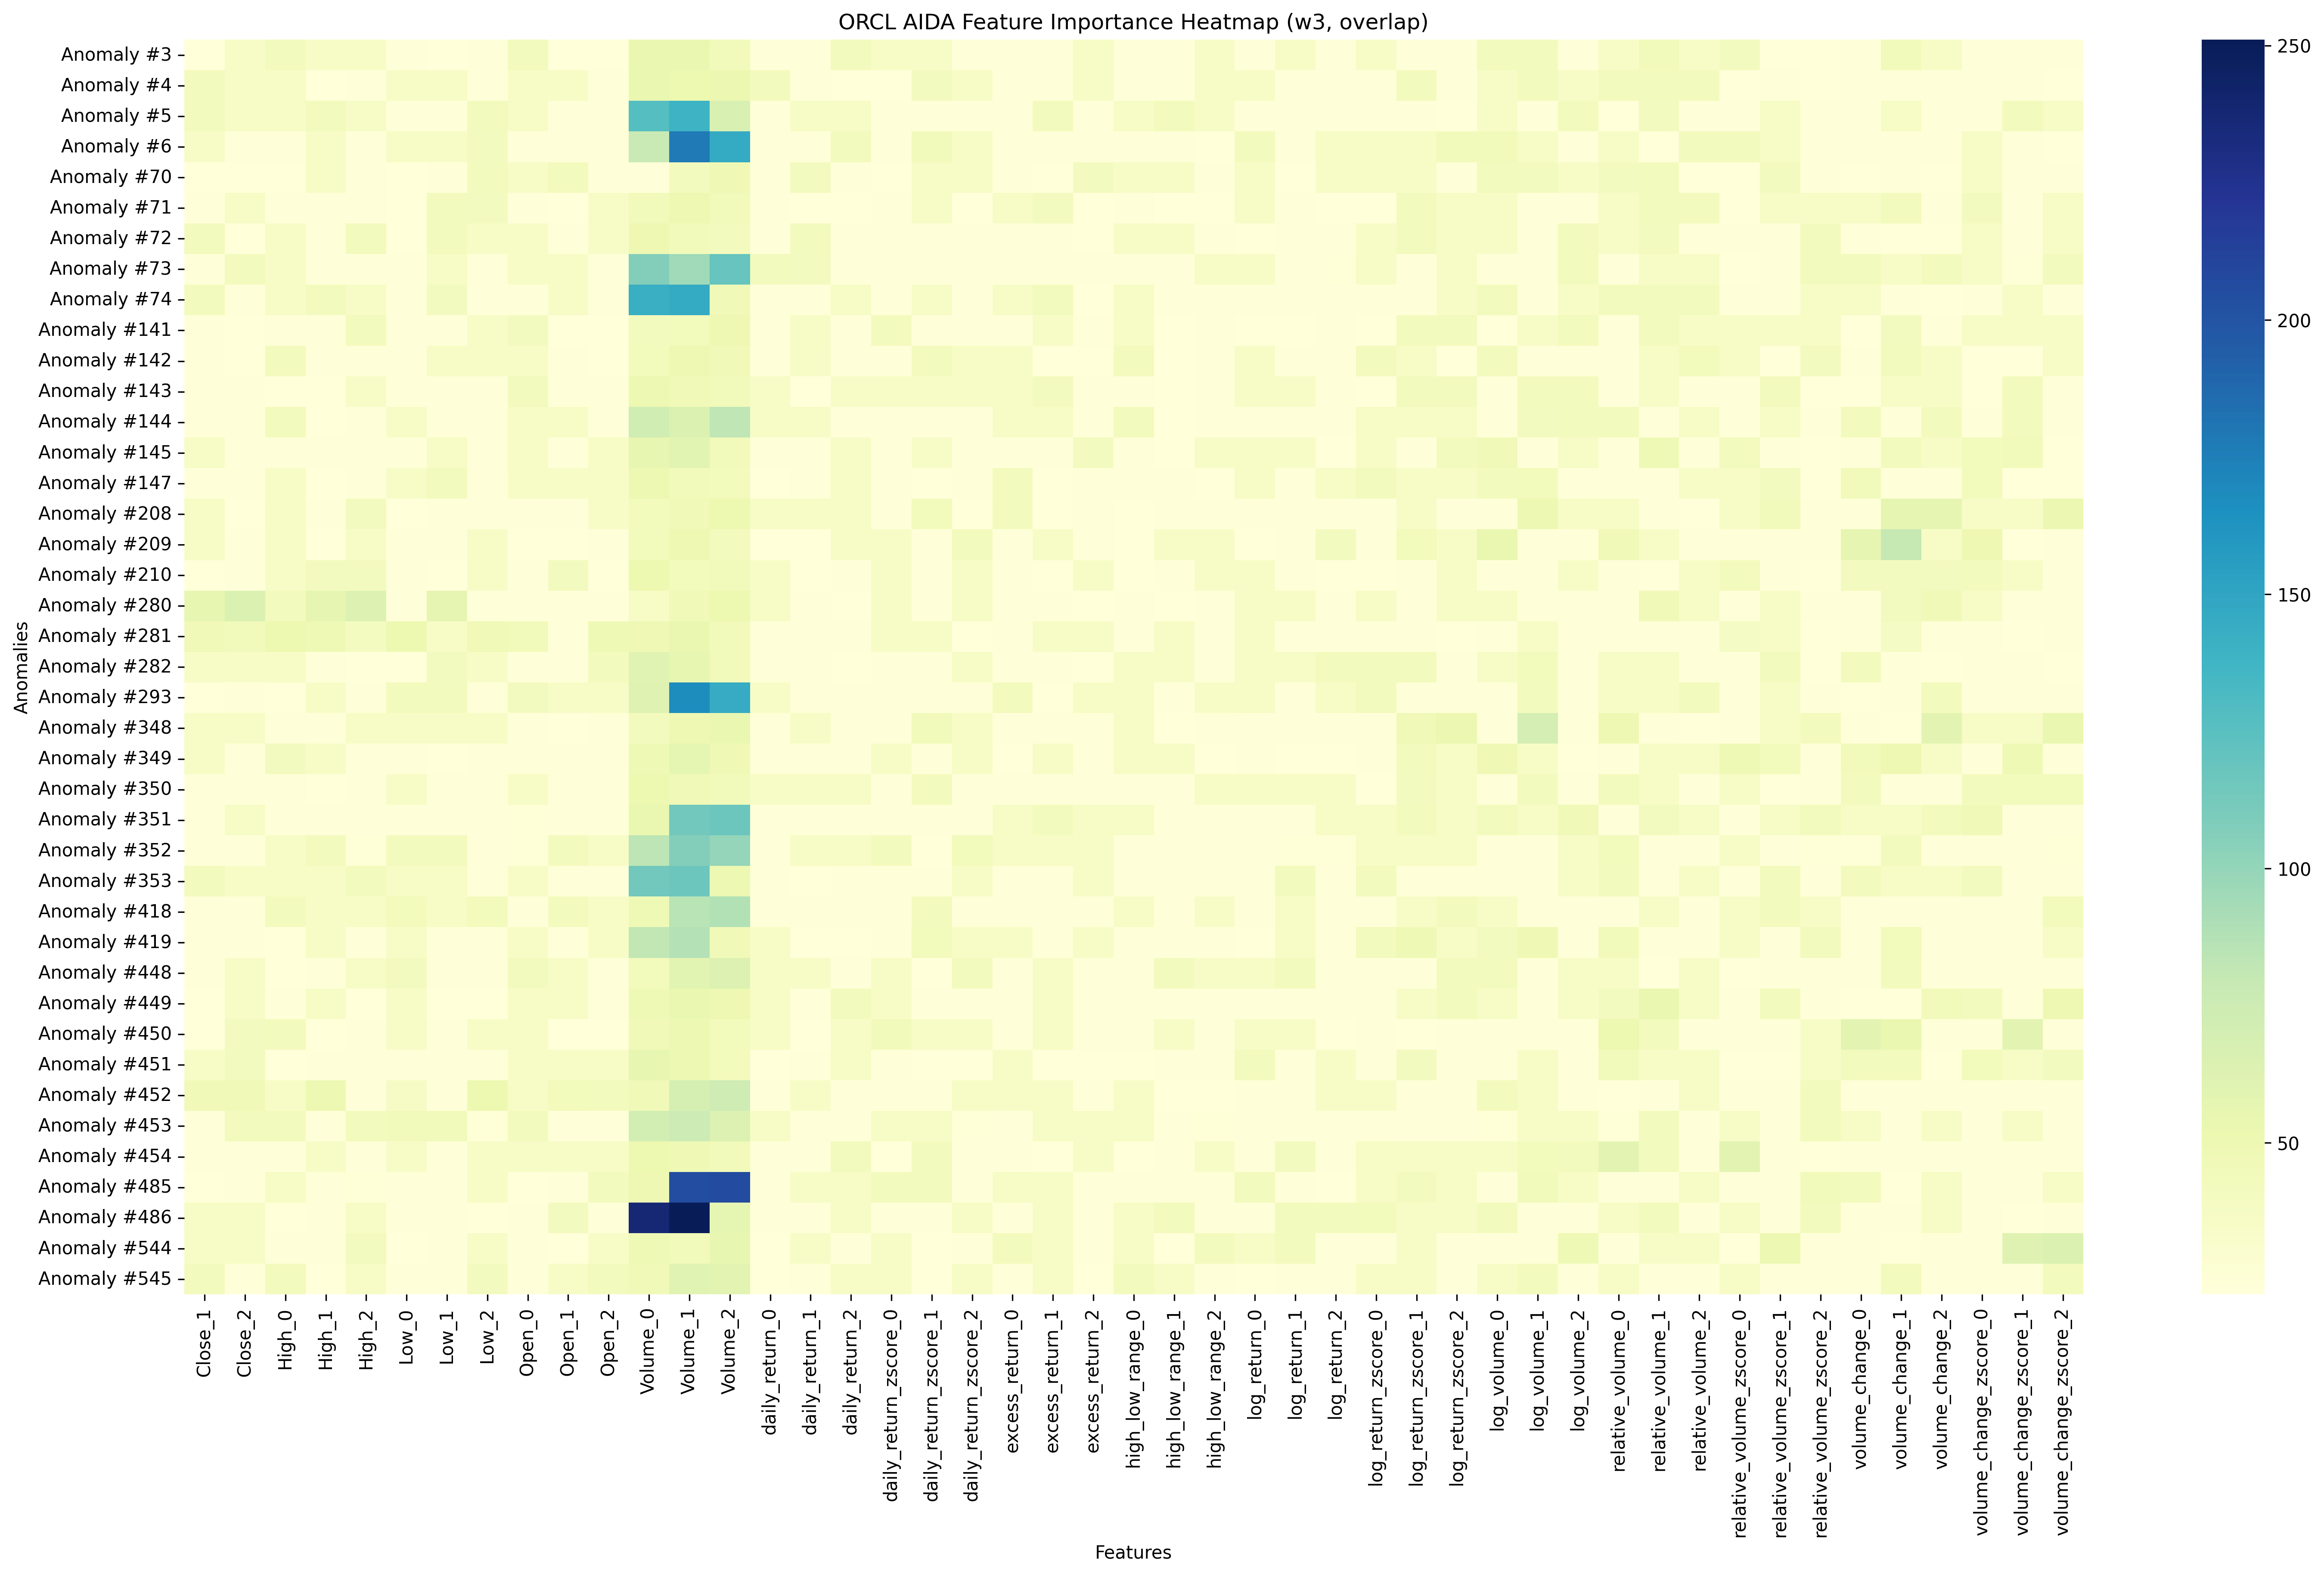 ORCL AIDA Feature Importance Heatmap (w3, overlap)
Anomalies
Anomaly #3
Anomaly #4
Anomaly #5
Anomaly #6
Anomaly #70
Anomaly #71
Anomaly #72
Anomaly #73
Anomaly #74
Anomaly #141
Anomaly #142
Anomaly #143
Anomaly #144
Anomaly #145
Anomaly #147
Anomaly #208
Anomaly #209
Anomaly #210
Anomaly #280
Anomaly #281
Anomaly #282
Anomaly #293
Anomaly #348
Anomaly #349
Anomaly #350
Anomaly #351
Anomaly #352
Anomaly #353
Anomaly #418
Anomaly #419
Anomaly #448
Anomaly #449
Anomaly #450
Anomaly #451
Anomaly #452
Anomaly #453
Anomaly #454
Anomaly #485
Anomaly #486
Anomaly #544
Anomaly #545
Close_1
Close_2
High_0
High_1
High_2
Low_0
Low_1
Low_2
Open_0
Open_1
Open_2
Volume_0
Volume_1
Volume_2
daily_return_0
daily_return_1
daily_return_2
daily_return_zscore_0
daily_return_zscore_1
daily_return_zscore_2
excess_return_0
excess_return_1
excess_return_2
high_low_range_0
high_low_range_1
high_low_range_2
log_return_0
log_return_1
log_return_2
log_return_zscore_0
log_return_zscore_1
log_return_zscore_2
log_volume_0
log_volume_1
log_volume_2
relative_volume_0
relative_volume_1
relative_volume_2
relative_volume_zscore_0
relative_volume_zscore_1
relative_volume_zscore_2
volume_change_0
volume_change_1
volume_change_2
volume_change_zscore_0
volume_change_zscore_1
volume_change_zscore_2
Features
250
200
150
100
50